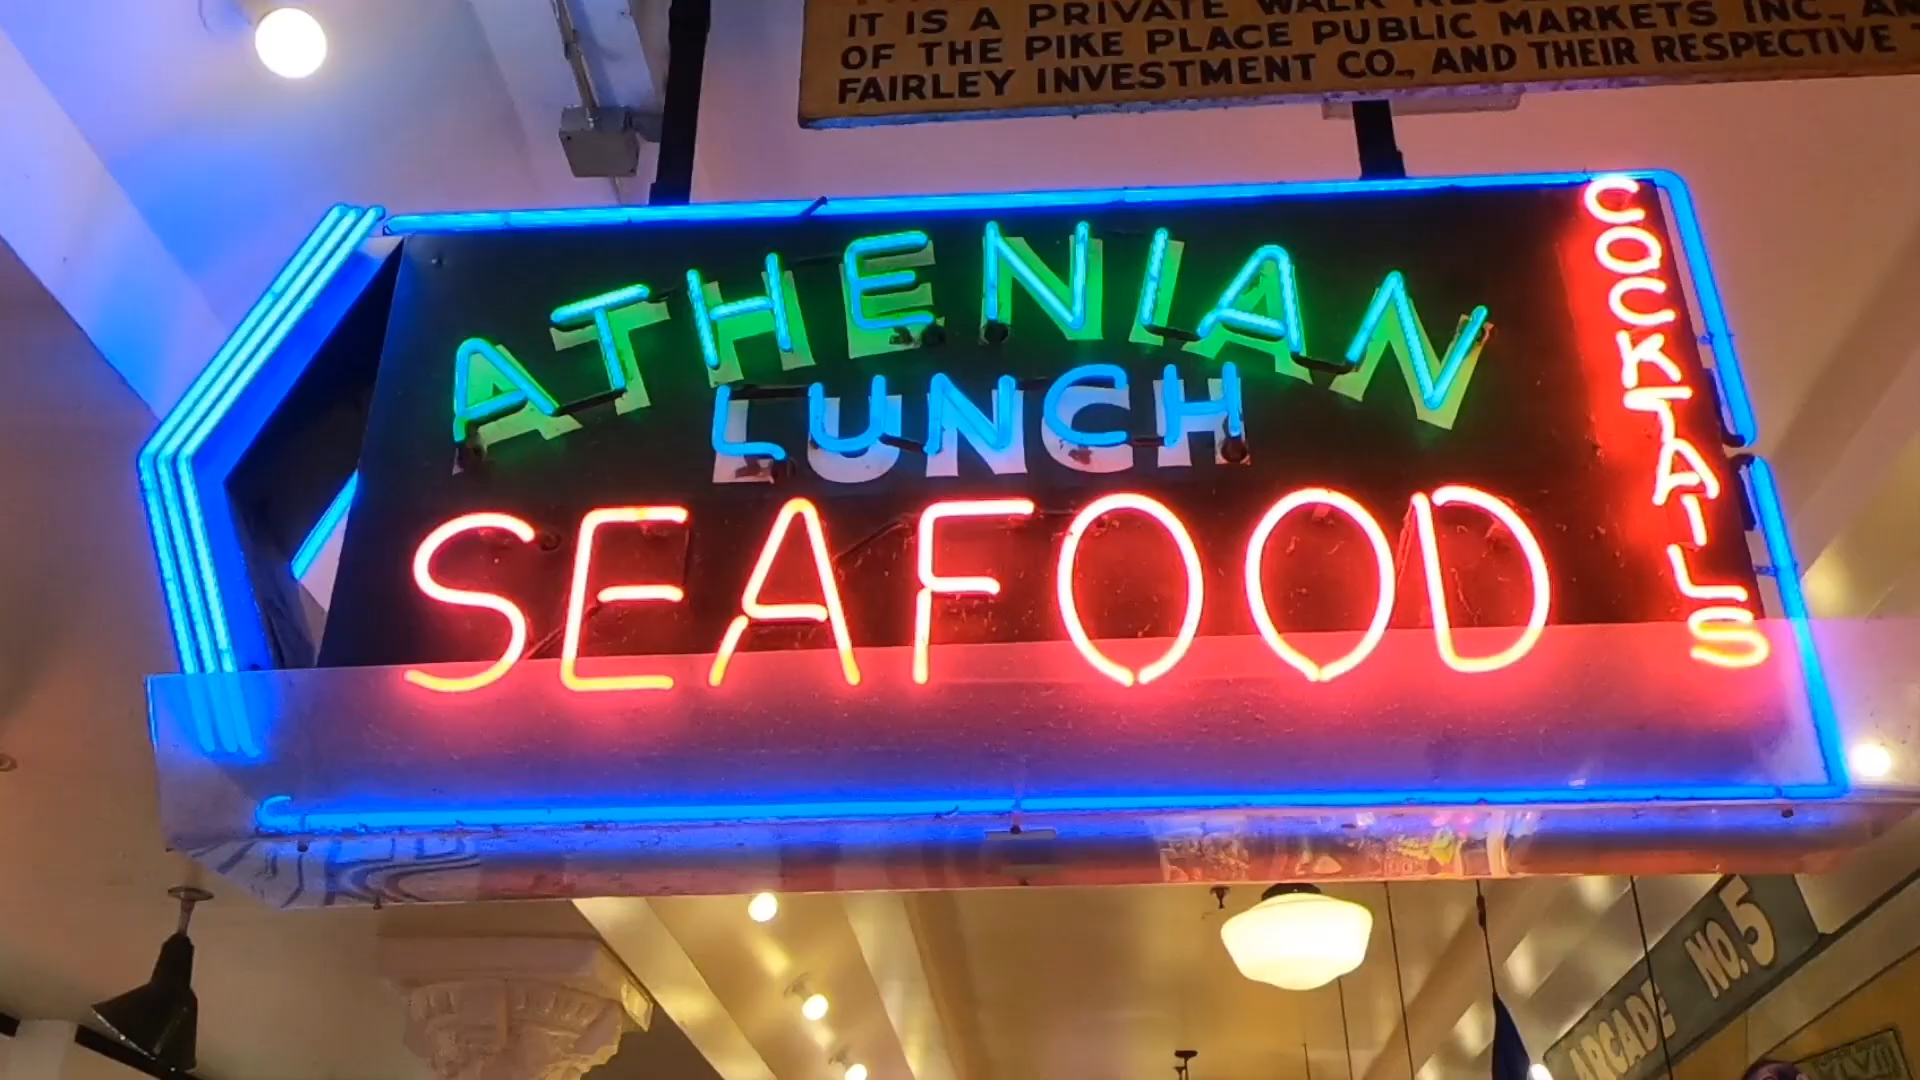 IT IS A PRIVATE WALK
OF THE PIKE PLACE PUBLIC MARKETS INC.,
FAIRLEY INVESTMENT CO., AND THEIR RESPECTIVE
ATHENIAN
LUNCH
SEAFOOD
COCKTAILS
ARCADE NO. 5